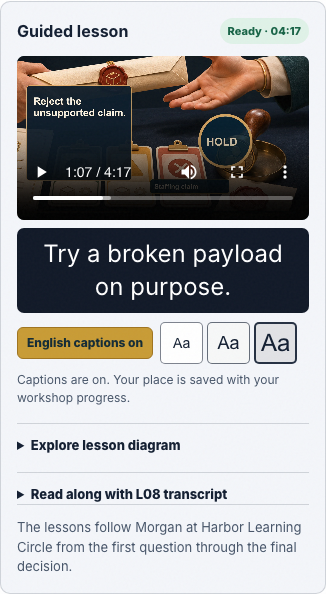 Guided lesson
Ready · 04:17
Reject the
unsupported claim.
HOLD
Staffing claim
1:07 / 4:17
Try a broken payload
on purpose.
English captions on
Aa
Aa
Aa
Captions are on. Your place is saved with your
workshop progress.
Explore lesson diagram
Read along with L08 transcript
The lessons follow Morgan at Harbor Learning
Circle from the first question through the final
decision.